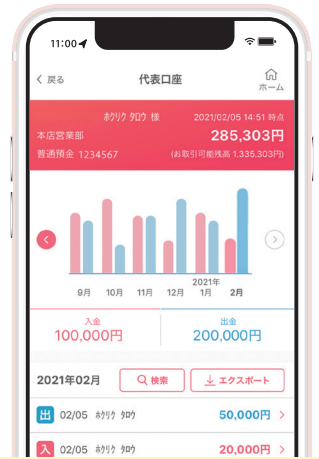 11:00
戻る 代表口座 ホーム
ホクリク タロウ 様 2021/02/05 14:51 時点
本店営業部 285,303円
普通預金 1234567 (お取引可能残高 1,335,303円)
2021年
9月 10月 11月 12月 1月 2月
入金 出金
100,000円 200,000円
2021年02月 検索 エクスポート
出 02/05 ホクリク タロウ 50,000円
入 02/05 ホクリク タロウ 20,000円